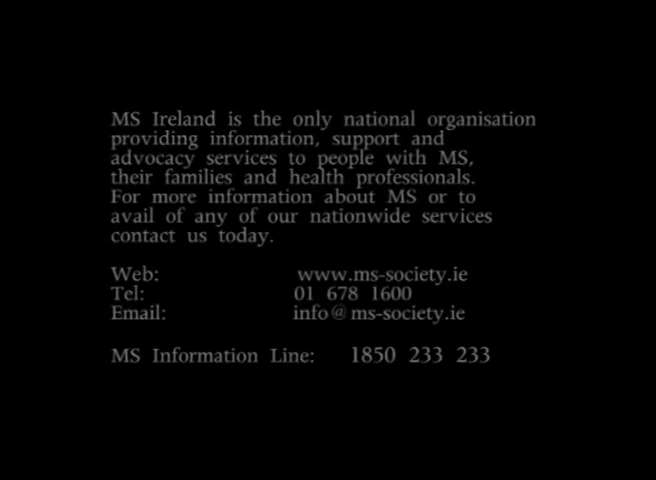 MS Ireland is the only national organisation
providing information, support and
advocacy services to people with MS,
their families and health professionals.
For more information about MS or to
avail of any of our nationwide services
contact us today.
Web: www.ms-society.ie
Tel: 01 678 1600
Email: info@ms-society.ie
MS Information Line: 1850 233 233